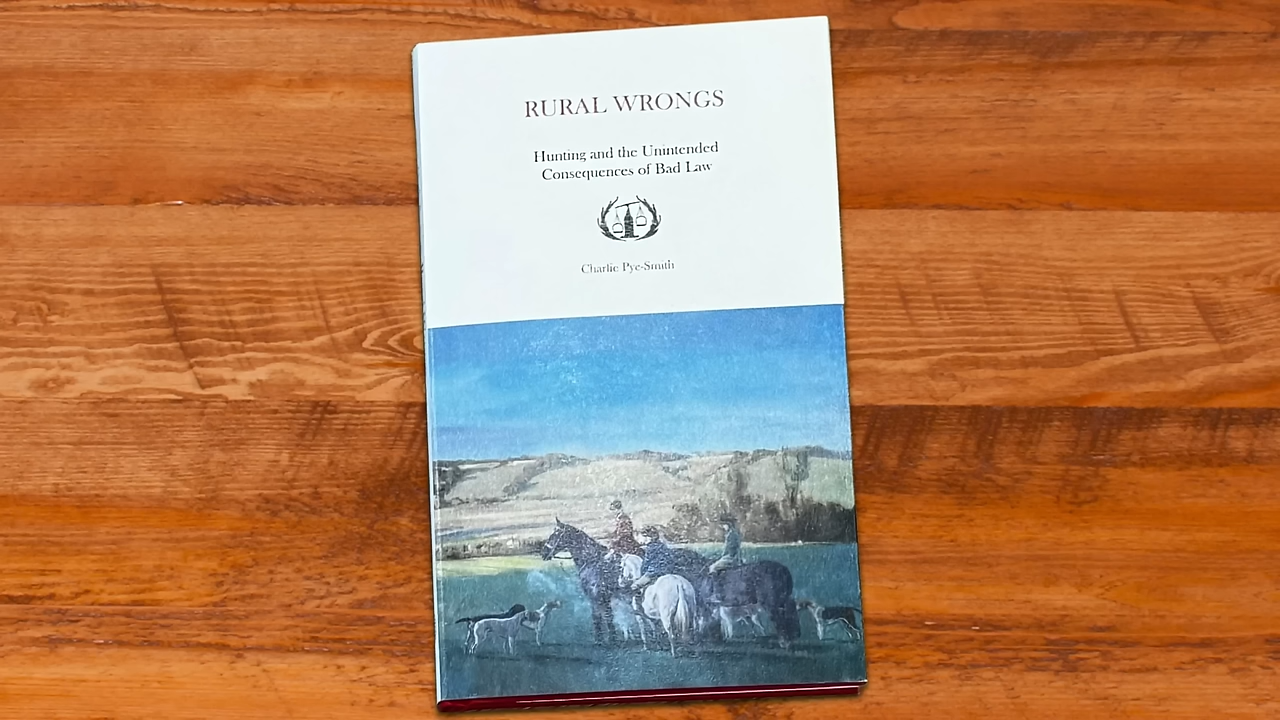 RURAL WRONGS
Hunting and the Unintended
Consequences of Bad Law
Charlie Pye-Smith